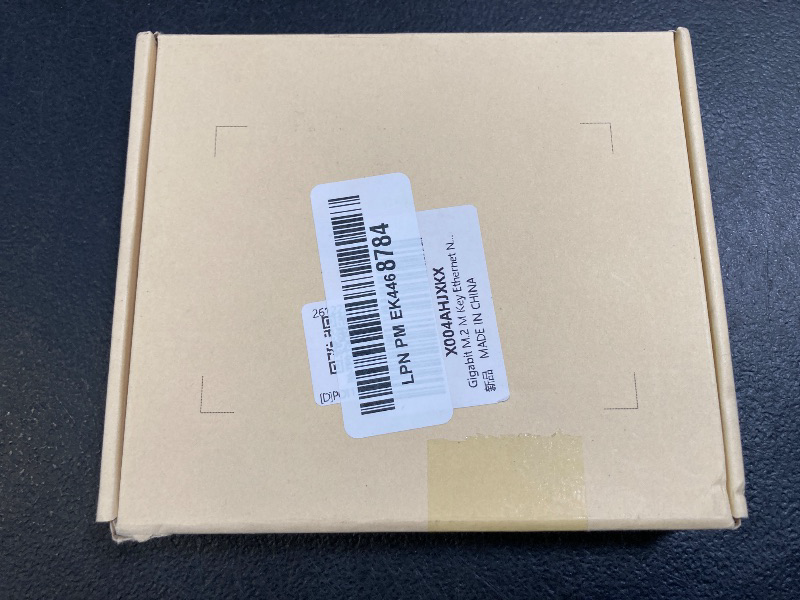 LPN PM EK4468784
X004AHJXKX
Gigabit M.2 M Key Ethernet N...
新品 MADE IN CHINA